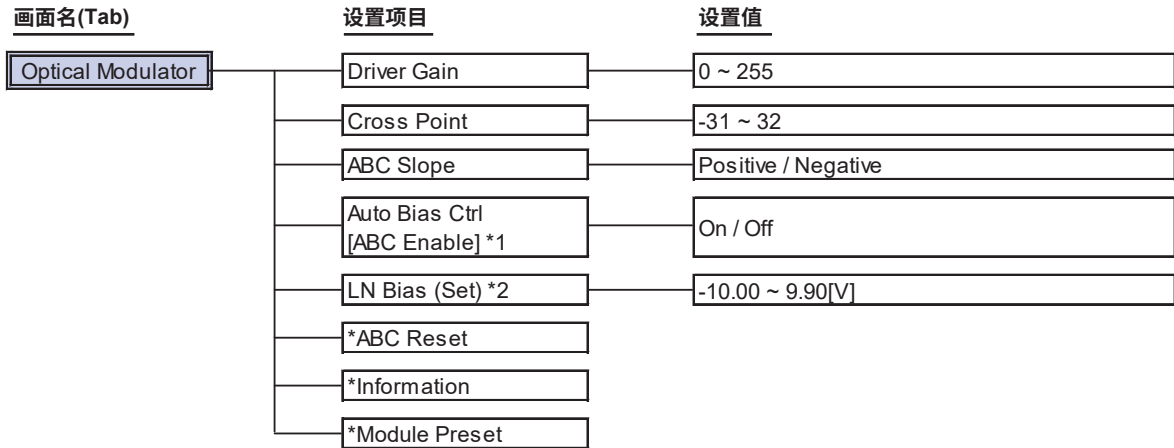 画面名(Tab) 设置项目 设置值
Optical Modulator Driver Gain 0 ~ 255
Cross Point -31 ~ 32
ABC Slope Positive / Negative
Auto Bias Ctrl
[ABC Enable] *1 On / Off
LN Bias (Set) *2 -10.00 ~ 9.90[V]
*ABC Reset
*Information
*Module Preset